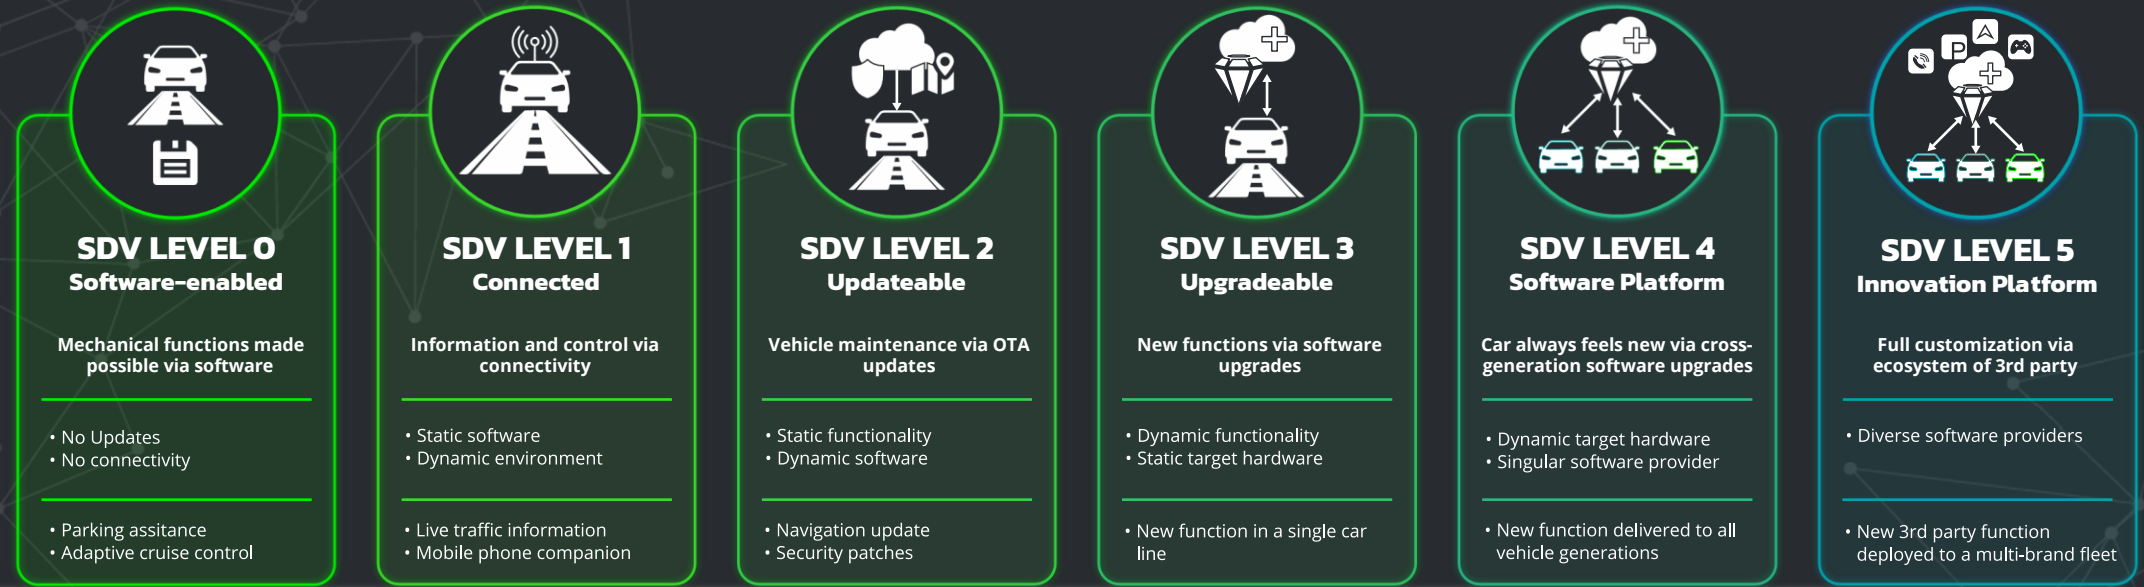 SDV LEVEL 0
Software-enabled
Mechanical functions made
possible via software
• No Updates
• No connectivity
• Parking assitance
• Adaptive cruise control
SDV LEVEL 1
Connected
Information and control via
connectivity
• Static software
• Dynamic environment
• Live traffic information
• Mobile phone companion
SDV LEVEL 2
Updateable
Vehicle maintenance via OTA
updates
• Static functionality
• Dynamic software
• Navigation update
• Security patches
SDV LEVEL 3
Upgradeable
New functions via software
upgrades
• Dynamic functionality
• Static target hardware
• New function in a single car
line
SDV LEVEL 4
Software Platform
Car always feels new via cross-
generation software upgrades
• Dynamic target hardware
• Singular software provider
• New function delivered to all
vehicle generations
P
SDV LEVEL 5
Innovation Platform
Full customization via
ecosystem of 3rd party
• Diverse software providers
• New 3rd party function
deployed to a multi-brand fleet